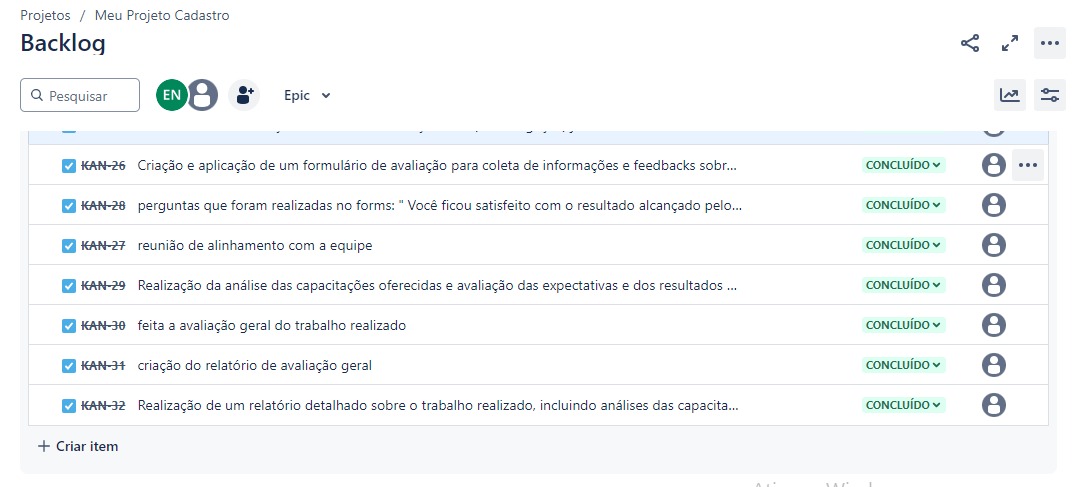 Projetos / Meu Projeto Cadastro
Backlog
Pesquisar
EN
Epic
KAN-26 Criação e aplicação de um formulário de avaliação para coleta de informações e feedbacks sobr... CONCLUÍDO
KAN-28 perguntas que foram realizadas no forms: " Você ficou satisfeito com o resultado alcançado pelo... CONCLUÍDO
KAN-27 reunião de alinhamento com a equipe CONCLUÍDO
KAN-29 Realização da análise das capacitações oferecidas e avaliação das expectativas e dos resultados ... CONCLUÍDO
KAN-30 feita a avaliação geral do trabalho realizado CONCLUÍDO
KAN-31 criação do relatório de avaliação geral CONCLUÍDO
KAN-32 Realização de um relatório detalhado sobre o trabalho realizado, incluindo análises das capacita... CONCLUÍDO
+ Criar item